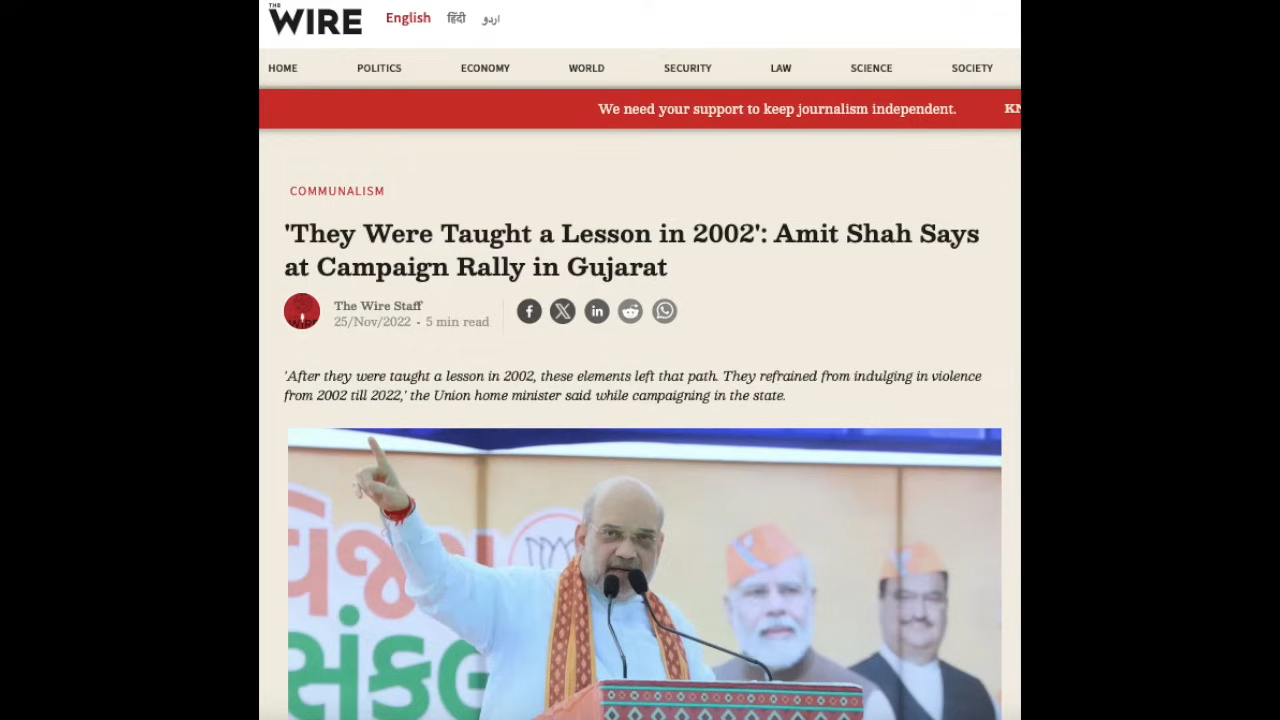 THE
WIRE
English हिंदी اردو
HOME POLITICS ECONOMY WORLD SECURITY LAW SCIENCE SOCIETY
We need your support to keep journalism independent. KN
COMMUNALISM
'They Were Taught a Lesson in 2002': Amit Shah Says
at Campaign Rally in Gujarat
The Wire Staff
25/Nov/2022 • 5 min read
'After they were taught a lesson in 2002, these elements left that path. They refrained from indulging in violence
from 2002 till 2022,' the Union home minister said while campaigning in the state.